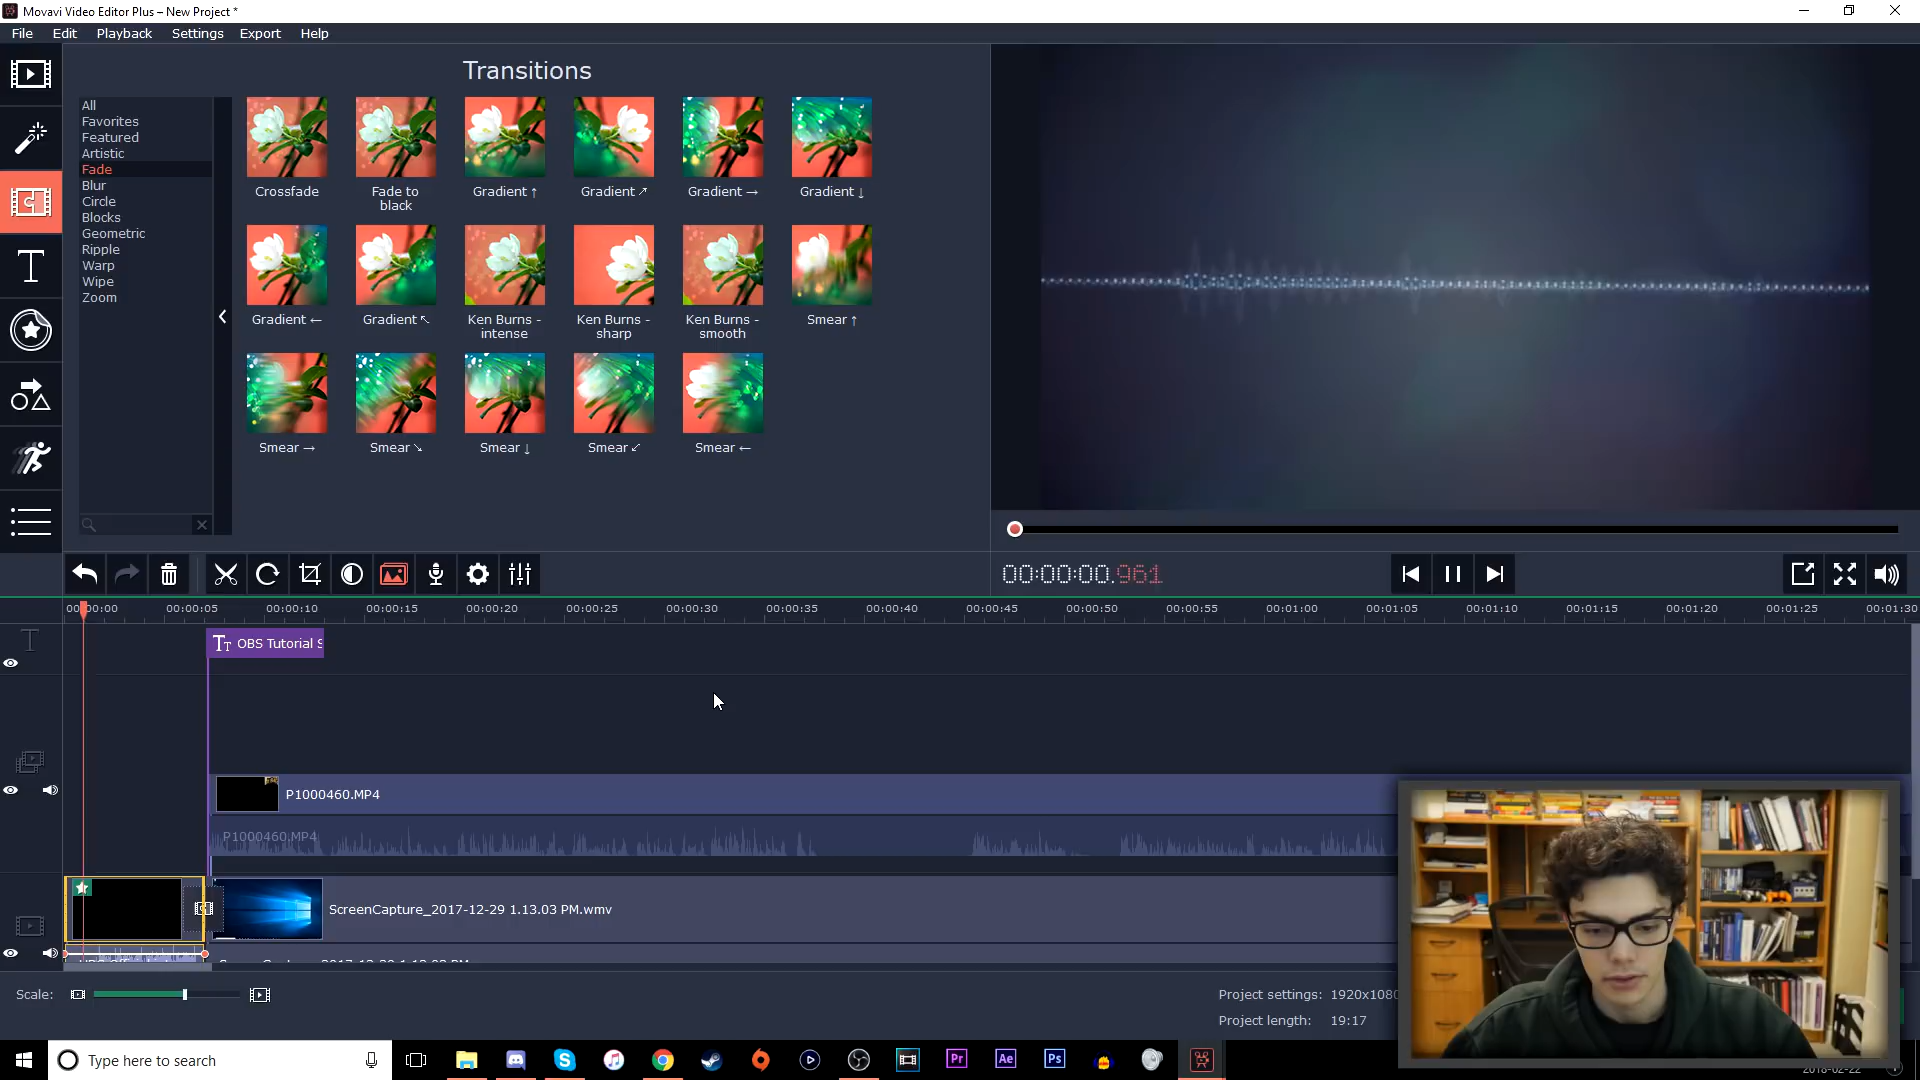 Movavi Video Editor Plus – New Project *
File Edit Playback Settings Export Help
Transitions
All
Favorites
Featured
Artistic
Fade
Blur
Circle
Blocks
Geometric
Ripple
Warp
Wipe
Zoom
Crossfade
Fade to
black
Gradient ↑
Gradient ↗
Gradient →
Gradient ↓
Gradient ←
Gradient ↖
Ken Burns -
intense
Ken Burns -
sharp
Ken Burns -
smooth
Smear ↑
Smear →
Smear ↘
Smear ↓
Smear ↙
Smear ←
00:00:00.961
00:00:00 00:00:05 00:00:10 00:00:15 00:00:20 00:00:25 00:00:30 00:00:35 00:00:40 00:00:45 00:00:50 00:00:55 00:01:00 00:01:05 00:01:10 00:01:15 00:01:20 00:01:25 00:01:30
OBS Tutorial S
P1000460.MP4
P1000460.MP4
ScreenCapture_2017-12-29 1.13.03 PM.wmv
Scale:
Project settings: 1920x1080
Project length: 19:17
Type here to search
Pr Ae Ps
2018-02-22